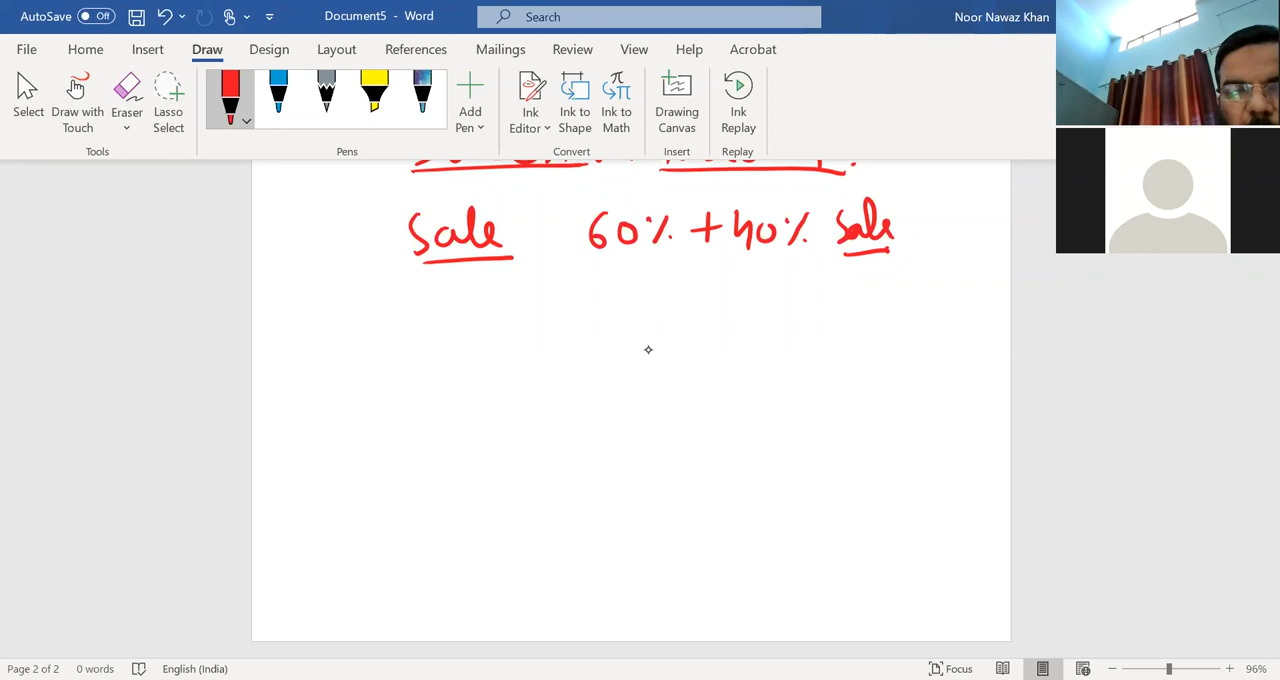 AutoSave Off Document5 - Word Search Noor Nawaz Khan
File Home Insert Draw Design Layout References Mailings Review View Help Acrobat
Select Draw with Touch Eraser Lasso Select Add Pen Ink Editor Ink to Shape Ink to Math Drawing Canvas Ink Replay
Tools Pens Convert Insert Replay
Sale 60% + 40% Sale
Page 2 of 2 0 words English (India) Focus 96%